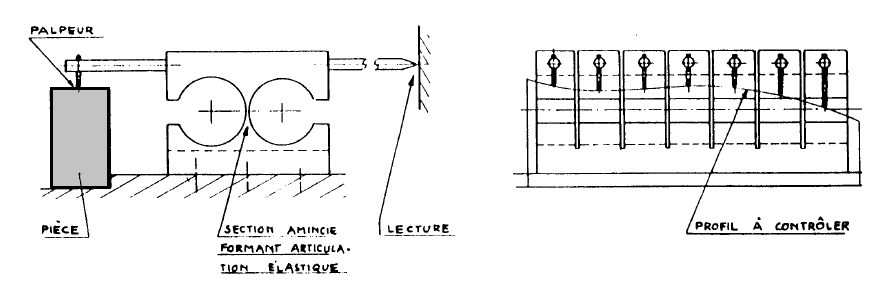 PALPEUR
PIÈCE
SECTION AMINCIE
FORMANT ARTICULA-
TION ÉLASTIQUE
LECTURE
PROFIL À CONTRÔLER